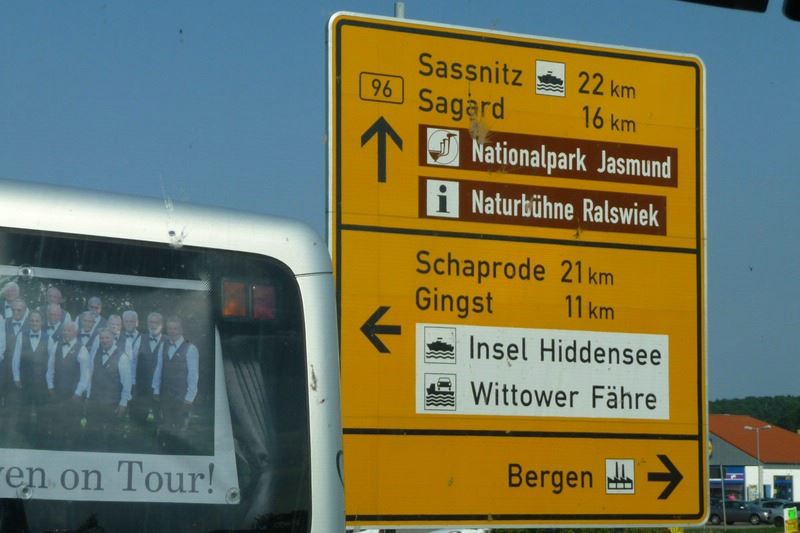 96
Sassnitz 22 km
Sagard 16 km
Nationalpark Jasmund
i Naturbühne Ralswiek
Schaprode 21 km
Gingst 11 km
Insel Hiddensee
Wittower Fähre
Bergen
on Tour!